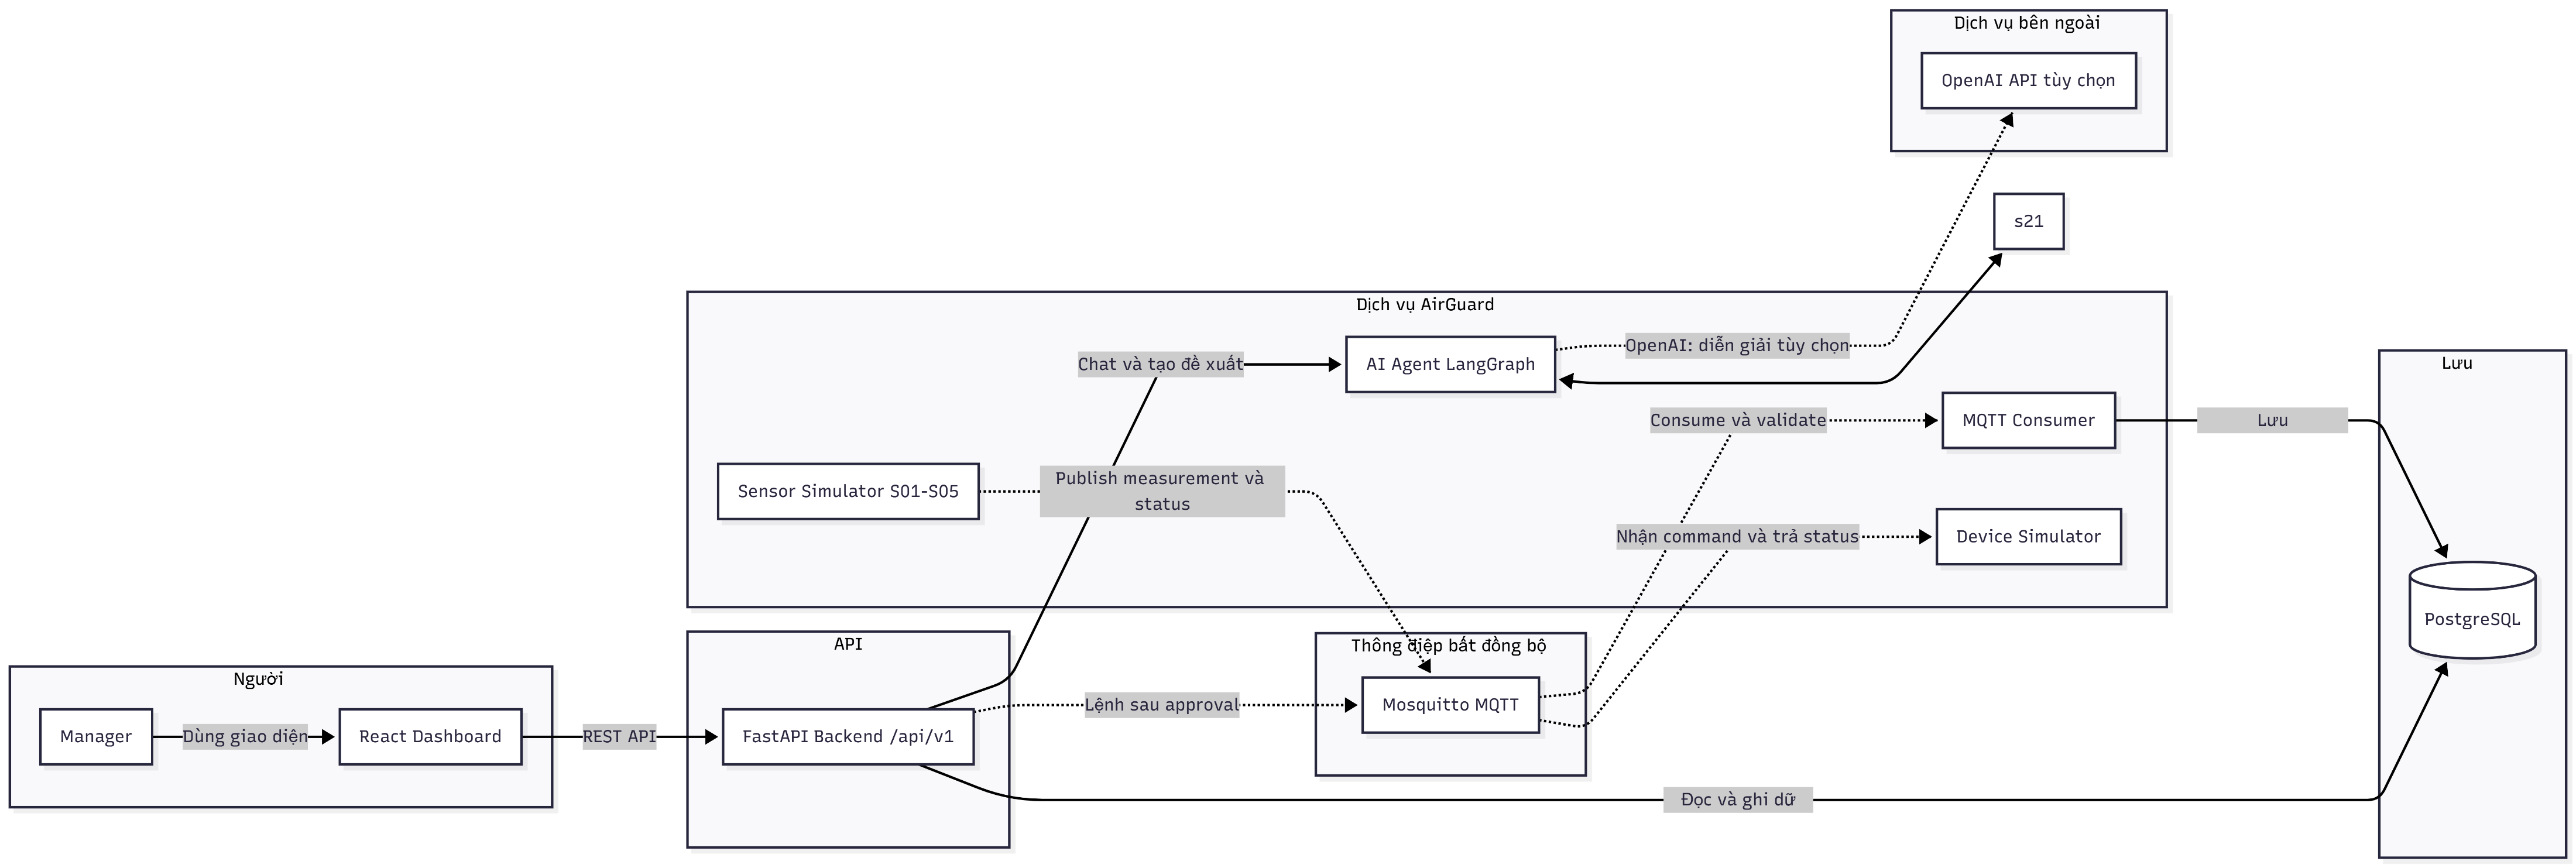 Dịch vụ bên ngoài
OpenAI API tùy chọn
s21
Dịch vụ AirGuard
OpenAI: diễn giải tùy chọn
Chat và tạo đề xuất
AI Agent LangGraph
Lưu
Consume và validate
MQTT Consumer
Lưu
Publish measurement và
status
Sensor Simulator S01-S05
Nhận command và trả status
Device Simulator
PostgreSQL
API
Thông điệp bất đồng bộ
Người
Lệnh sau approval
Mosquitto MQTT
Manager
Dùng giao diện
React Dashboard
REST API
FastAPI Backend /api/v1
Đọc và ghi dữ